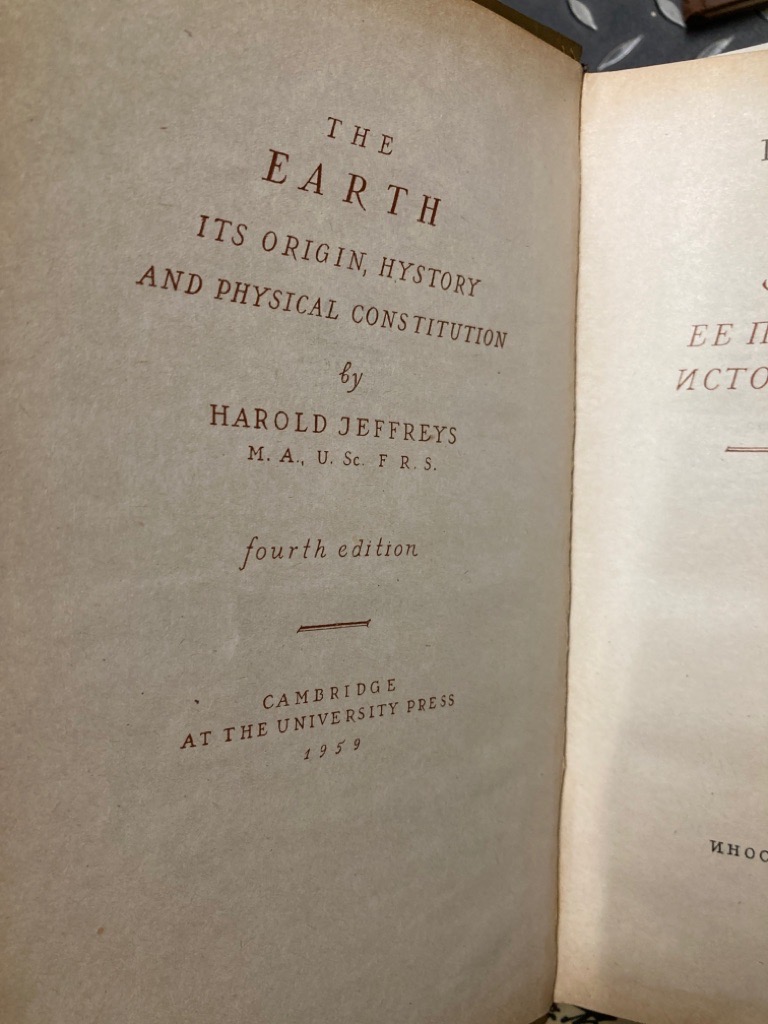 THE
EARTH
ITS ORIGIN, HYSTORY
AND PHYSICAL CONSTITUTION
by
HAROLD JEFFREYS
M. A., U. Sc. F R. S.
fourth edition
CAMBRIDGE
AT THE UNIVERSITY PRESS
1959
ЕЕ П
ИСТО
ИНОС